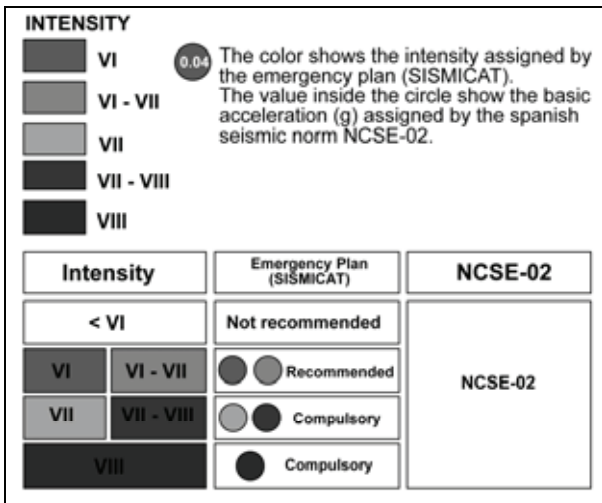 INTENSITY
VI
VI - VII
VII
VII - VIII
VIII
0.04
The color shows the intensity assigned by
the emergency plan (SISMICAT).
The value inside the circle show the basic
acceleration (g) assigned by the spanish
seismic norm NCSE-02.
Intensity
Emergency Plan
(SISMICAT)
NCSE-02
< VI
Not recommended
VI
VI - VII
Recommended
NCSE-02
VII
VII - VIII
Compulsory
VIII
Compulsory